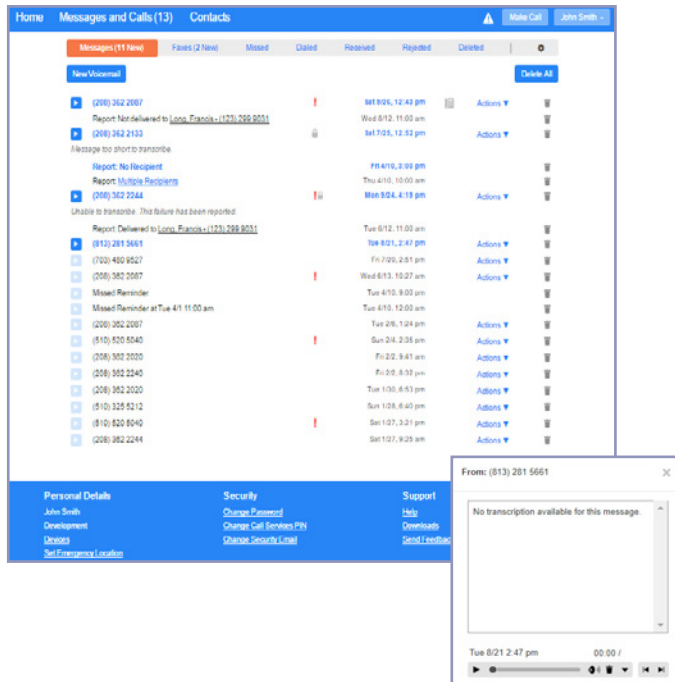 Home Messages and Calls (13) Contacts Make Call John Smith
Messages (11 New) Faxes (2 New) Missed Dialed Received Rejected Deleted
New Voicemail Delete All
(208) 362 2087 ! Sat 9/26, 12:43 pm Actions ▼
Report: Not delivered to Long, Francis - (123) 299 9031 Wed 8/12, 11:00 am
(208) 362 2133 Sat 7/25, 12:52 pm Actions ▼
Message too short to transcribe.
Report: No Recipient Fri 4/10, 3:00 pm
Report: Multiple Recipients Thu 4/10, 10:00 am
(208) 362 2244 ! Mon 9/24, 4:19 pm Actions ▼
Unable to transcribe. This failure has been reported.
Report: Delivered to Long, Francis - (123) 299 9031 Tue 6/12, 11:00 am
(813) 281 5661 Tue 8/21, 2:47 pm Actions ▼
(703) 480 9527 Fri 7/20, 2:51 pm Actions ▼
(208) 362 2087 ! Wed 6/13, 10:27 am Actions ▼
Missed Reminder Tue 4/10, 9:00 pm
Missed Reminder at Tue 4/1 11:00 am Tue 4/10, 12:00 am
(208) 362 2087 Tue 2/6, 1:24 pm Actions ▼
(510) 520 5040 ! Sun 2/4, 2:35 pm Actions ▼
(208) 362 2020 Fri 2/2, 9:41 am Actions ▼
(208) 362 2240 Fri 2/2, 8:32 pm Actions ▼
(208) 362 2020 Tue 1/30, 6:53 pm Actions ▼
(510) 325 5212 Sun 1/28, 6:40 pm Actions ▼
(510) 520 5040 ! Sat 1/27, 3:21 pm Actions ▼
(208) 362 2244 Sat 1/27, 9:25 am Actions ▼
Personal Details Security Support
John Smith Change Password Help
Development Change Call Services PIN Downloads
Devices Change Security Email Send Feedback
Set Emergency Location
From: (813) 281 5661
No transcription available for this message.
Tue 8/21 2:47 pm 00:00 /